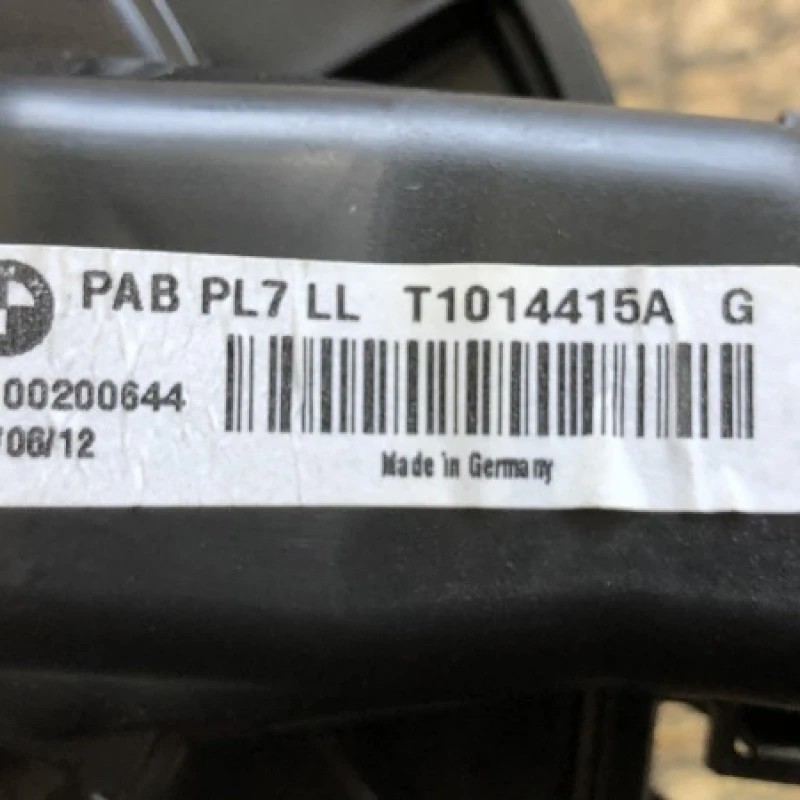 PAB PL7 LL T1014415A G
00200644
/06/12
Made in Germany